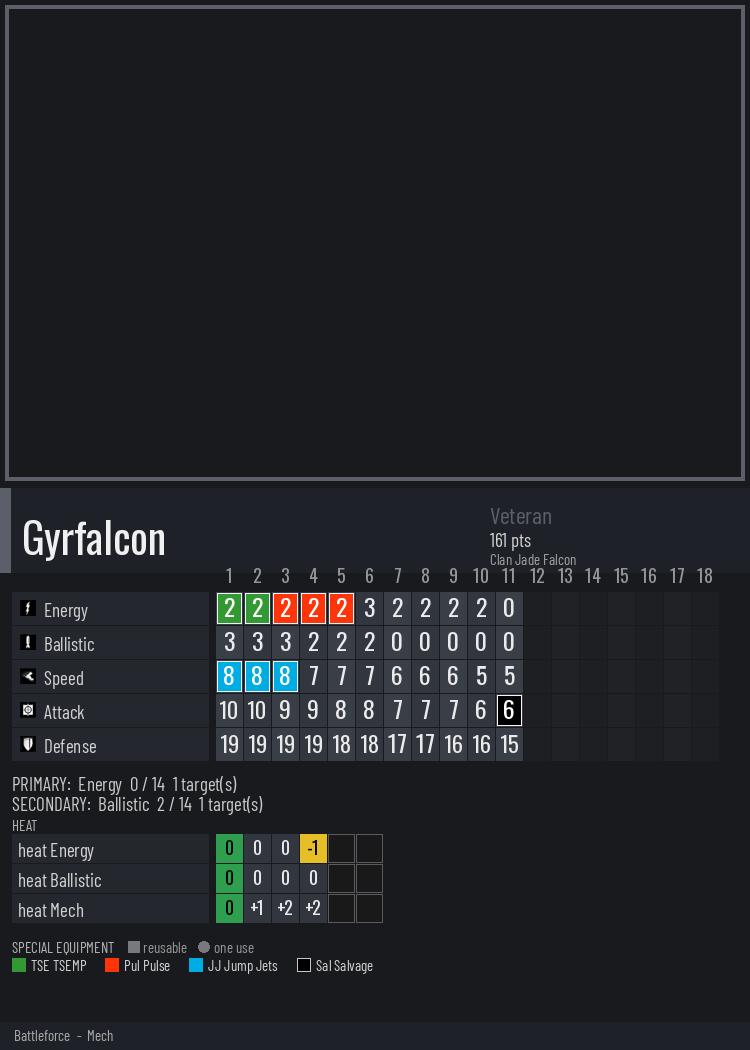 Gyrfalcon
Veteran
161 pts
Clan Jade Falcon
1 2 3 4 5 6 7 8 9 10 11 12 13 14 15 16 17 18
Energy 2 2 2 2 2 3 2 2 2 2 0
Ballistic 3 3 3 2 2 2 0 0 0 0 0
Speed 8 8 8 7 7 7 6 6 6 5 5
Attack 10 10 9 9 8 8 7 7 7 6 6
Defense 19 19 19 19 18 18 17 17 16 16 15
PRIMARY: Energy 0 / 14 1 target(s)
SECONDARY: Ballistic 2 / 14 1 target(s)
HEAT
heat Energy 0 0 0 -1
heat Ballistic 0 0 0 0
heat Mech 0 +1 +2 +2
SPECIAL EQUIPMENT reusable one use
TSE TSEMP Pul Pulse JJ Jump Jets Sal Salvage
Battleforce - Mech